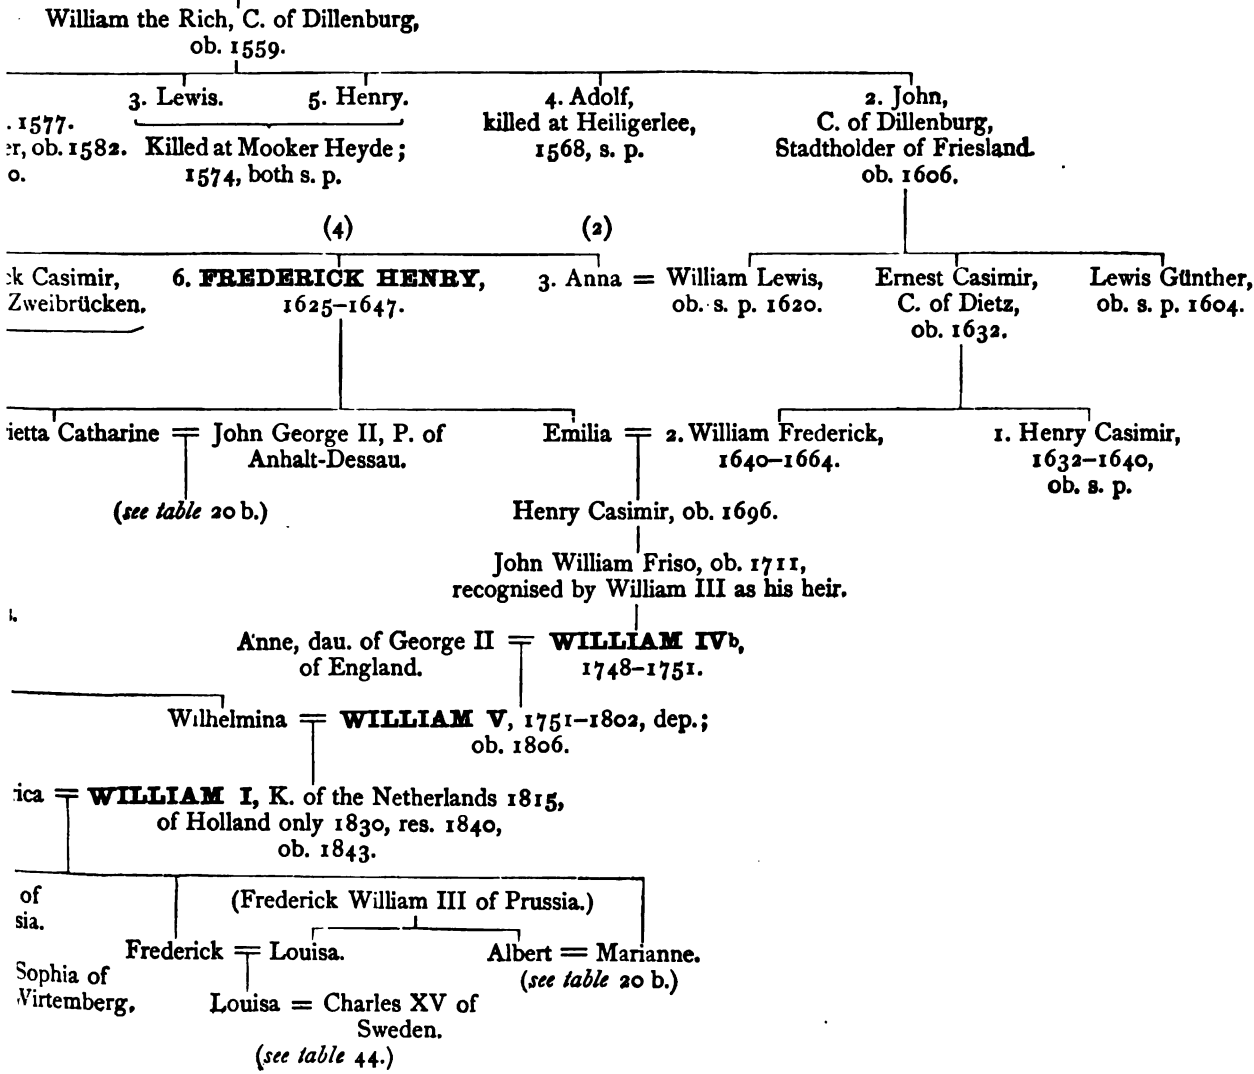 William the Rich, C. of Dillenburg,
ob. 1559.
3. Lewis. 5. Henry. 4. Adolf, 2. John,
. 1577. killed at Heiligerlee, C. of Dillenburg,
ob. 1582. Killed at Mooker Heyde; 1568, s. p. Stadtholder of Friesland.
o. 1574, both s. p. ob. 1606.
(4) (2)
Casimir, 6. FREDERICK HENRY, 3. Anna = William Lewis, Ernest Casimir, Lewis Günther,
Zweibrücken. 1625–1647. ob. s. p. 1620. C. of Dietz, ob. s. p. 1604.
ob. 1632.
Catharine = John George II, P. of Emilia = 2. William Frederick, 1. Henry Casimir,
Anhalt-Dessau. 1640–1664. 1632–1640,
ob. s. p.
(see table 20 b.) Henry Casimir, ob. 1696.
John William Friso, ob. 1711,
recognised by William III as his heir.
Anne, dau. of George II = WILLIAM IVb,
of England. 1748–1751.
Wilhelmina = WILLIAM V, 1751–1802, dep.;
ob. 1806.
= WILLIAM I, K. of the Netherlands 1815,
of Holland only 1830, res. 1840,
ob. 1843.
of (Frederick William III of Prussia.)
sia.
Frederick = Louisa. Albert = Marianne.
Sophia of (see table 20 b.)
Wirtemberg. Louisa = Charles XV of
Sweden.
(see table 44.)